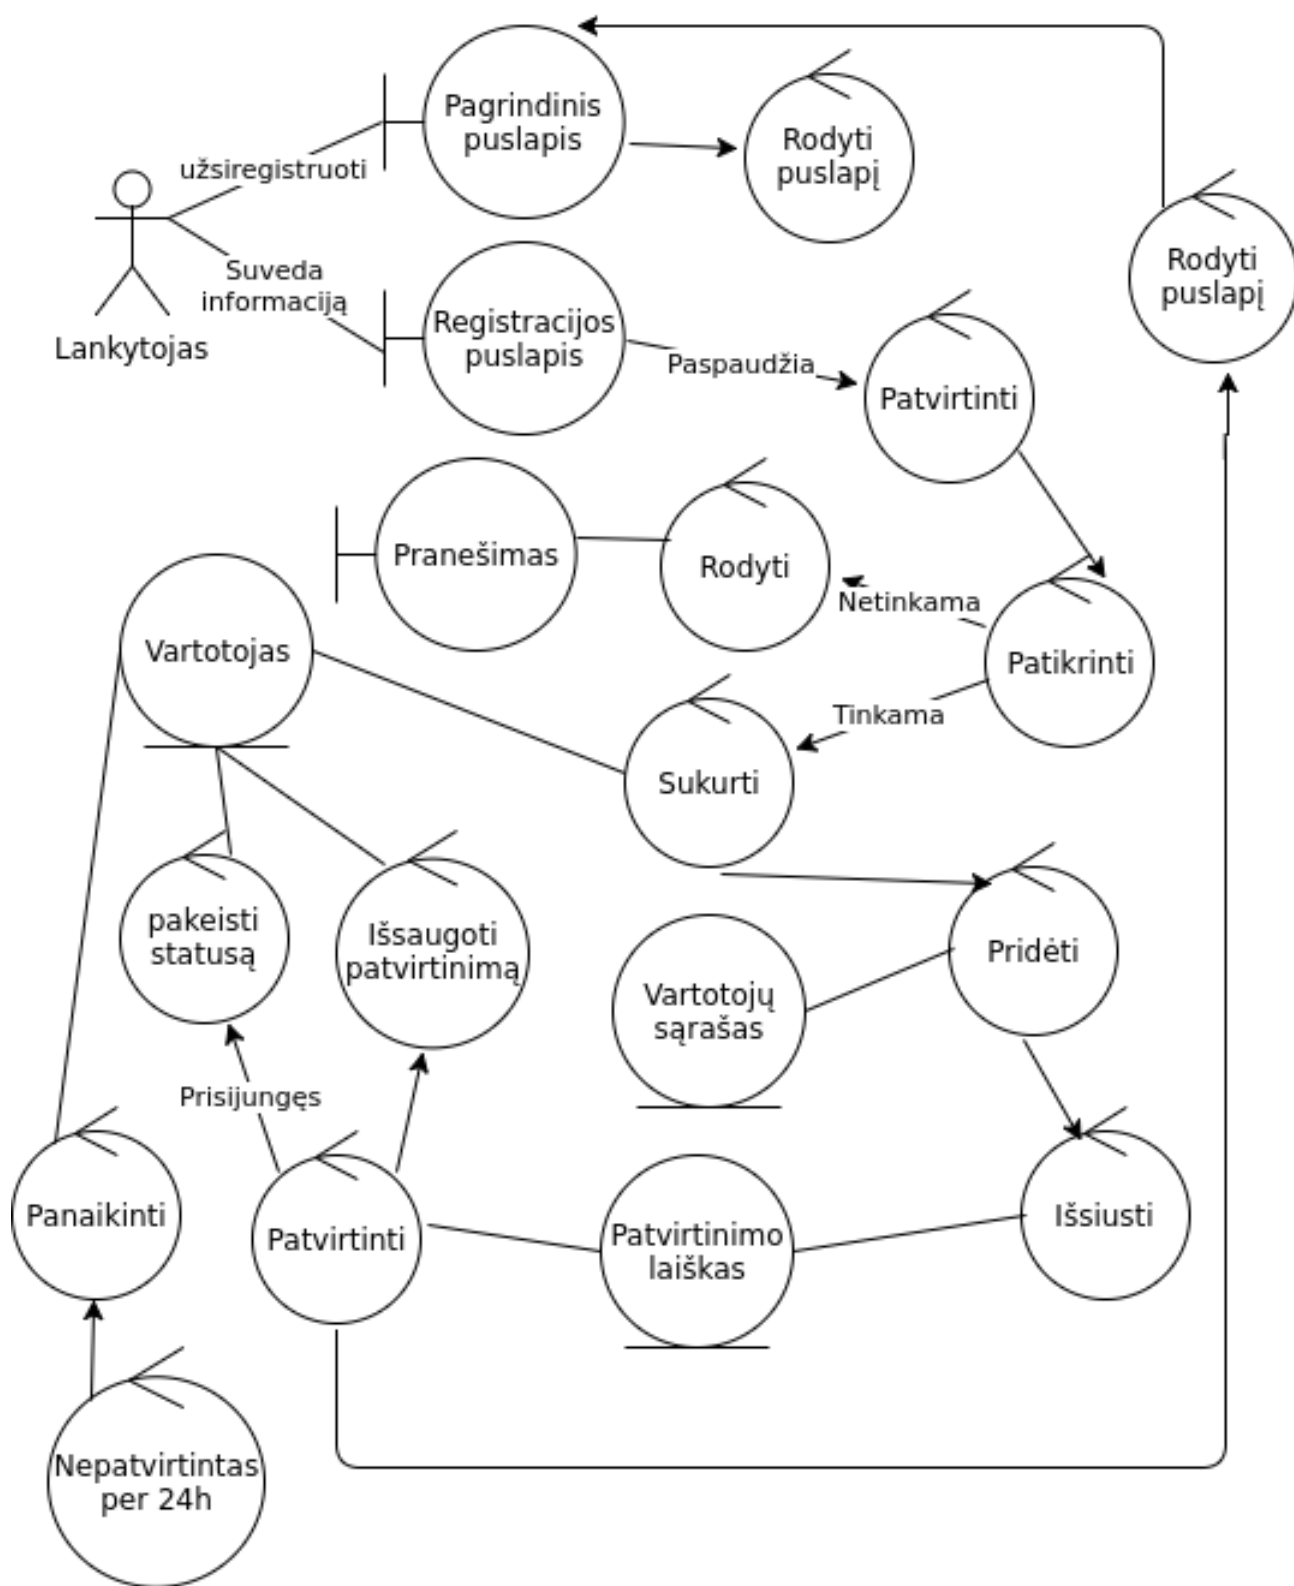 Pagrindinis
puslapis
Rodyti
puslapį
užsiregistruoti
Rodyti
puslapį
Suveda
informaciją
Lankytojas
Registracijos
puslapis
Paspaudžia
Patvirtinti
Pranešimas
Rodyti
Netinkama
Vartotojas
Patikrinti
Tinkama
Sukurti
pakeisti
statusą
Išsaugoti
patvirtinimą
Pridėti
Vartotojų
sąrašas
Prisijungęs
Panaikinti
Patvirtinti
Patvirtinimo
laiškas
Išsiusti
Nepatvirtintas
per 24h